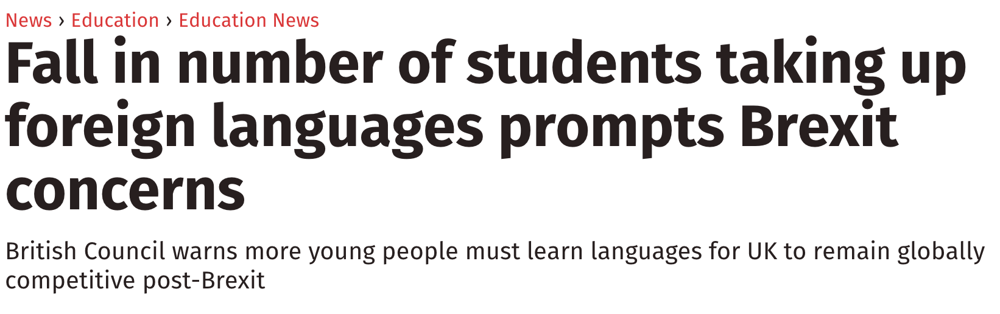 News › Education › Education News
Fall in number of students taking up
foreign languages prompts Brexit
concerns
British Council warns more young people must learn languages for UK to remain globally
competitive post-Brexit